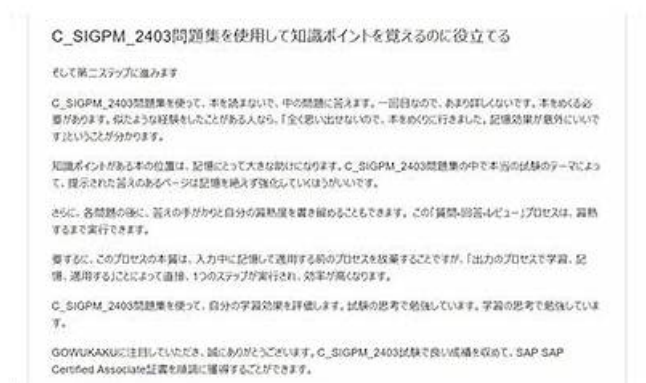 C_SIGPM_2403問題集を使用して知識ポイントを覚えるのに役立てる
そして第二ステップに進みます
C_SIGPM_2403問題集を使って、本を読まないで、中の問題に答えます。一回目なので、あまり詳しくないです。本をめくる必
要があります。似たような経験をしたことがある人なら、「全く思い出せないので、本をめくりに行きました。記憶効果が意外にいいで
す」ということが分かります。
知識ポイントがある本の位置は、記憶にとって大きな助けになります。C_SIGPM_2403問題集の中で本当の試験のテーマによっ
て、提示された答えのあるページは記憶を絶えず強化していくほうがいいです。
さらに、各問題の後に、答えの手がかりと自分の習熟度を書き留めることもできます。この「質問-回答-レビュー」プロセスは、習熟
するまで実行できます。
要するに、このプロセスの本質は、入力中に記憶して適用する前のプロセスを放棄することですが、「出力のプロセスで学習、記
憶、適用する」ことによって直接、1つのステップが実行され、効率が高くなります。
C_SIGPM_2403問題集を使って、自分の学習効果を評価します。試験の思考で勉強しています。学習の思考で勉強していま
す。
GOWUKAKUに注目していただき、誠にありがとうございます。C_SIGPM_2403試験で良い成績を収めて、SAP SAP
Certified Associate証書を順調に獲得することができます。